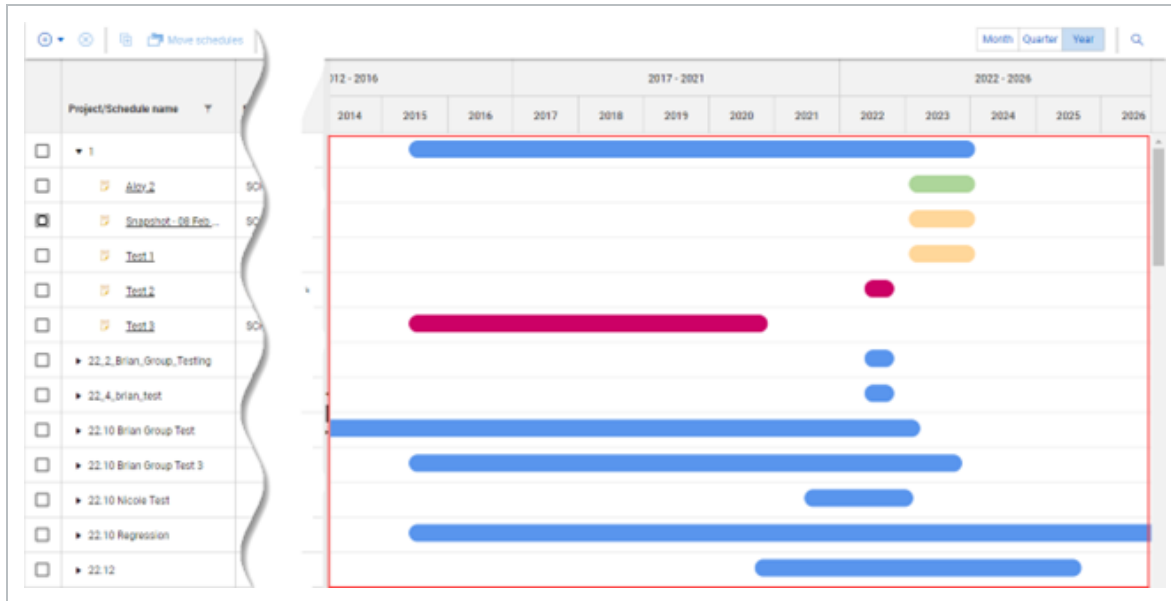 Move schedules
Month Quarter Year
Project/Schedule name
012 - 2016 2017 - 2021 2022 - 2026
2014 2015 2016 2017 2018 2019 2020 2021 2022 2023 2024 2025 2026
1
Aloy 2
SCH
Snapshot - 08 Feb ...
Test 1
Test 2
Test 3
22_2_Brian_Group_Testing
22_4_brian_test
22.10 Brian Group Test
22.10 Brian Group Test 3
22.10 Nicole Test
22.10 Regression
22.12